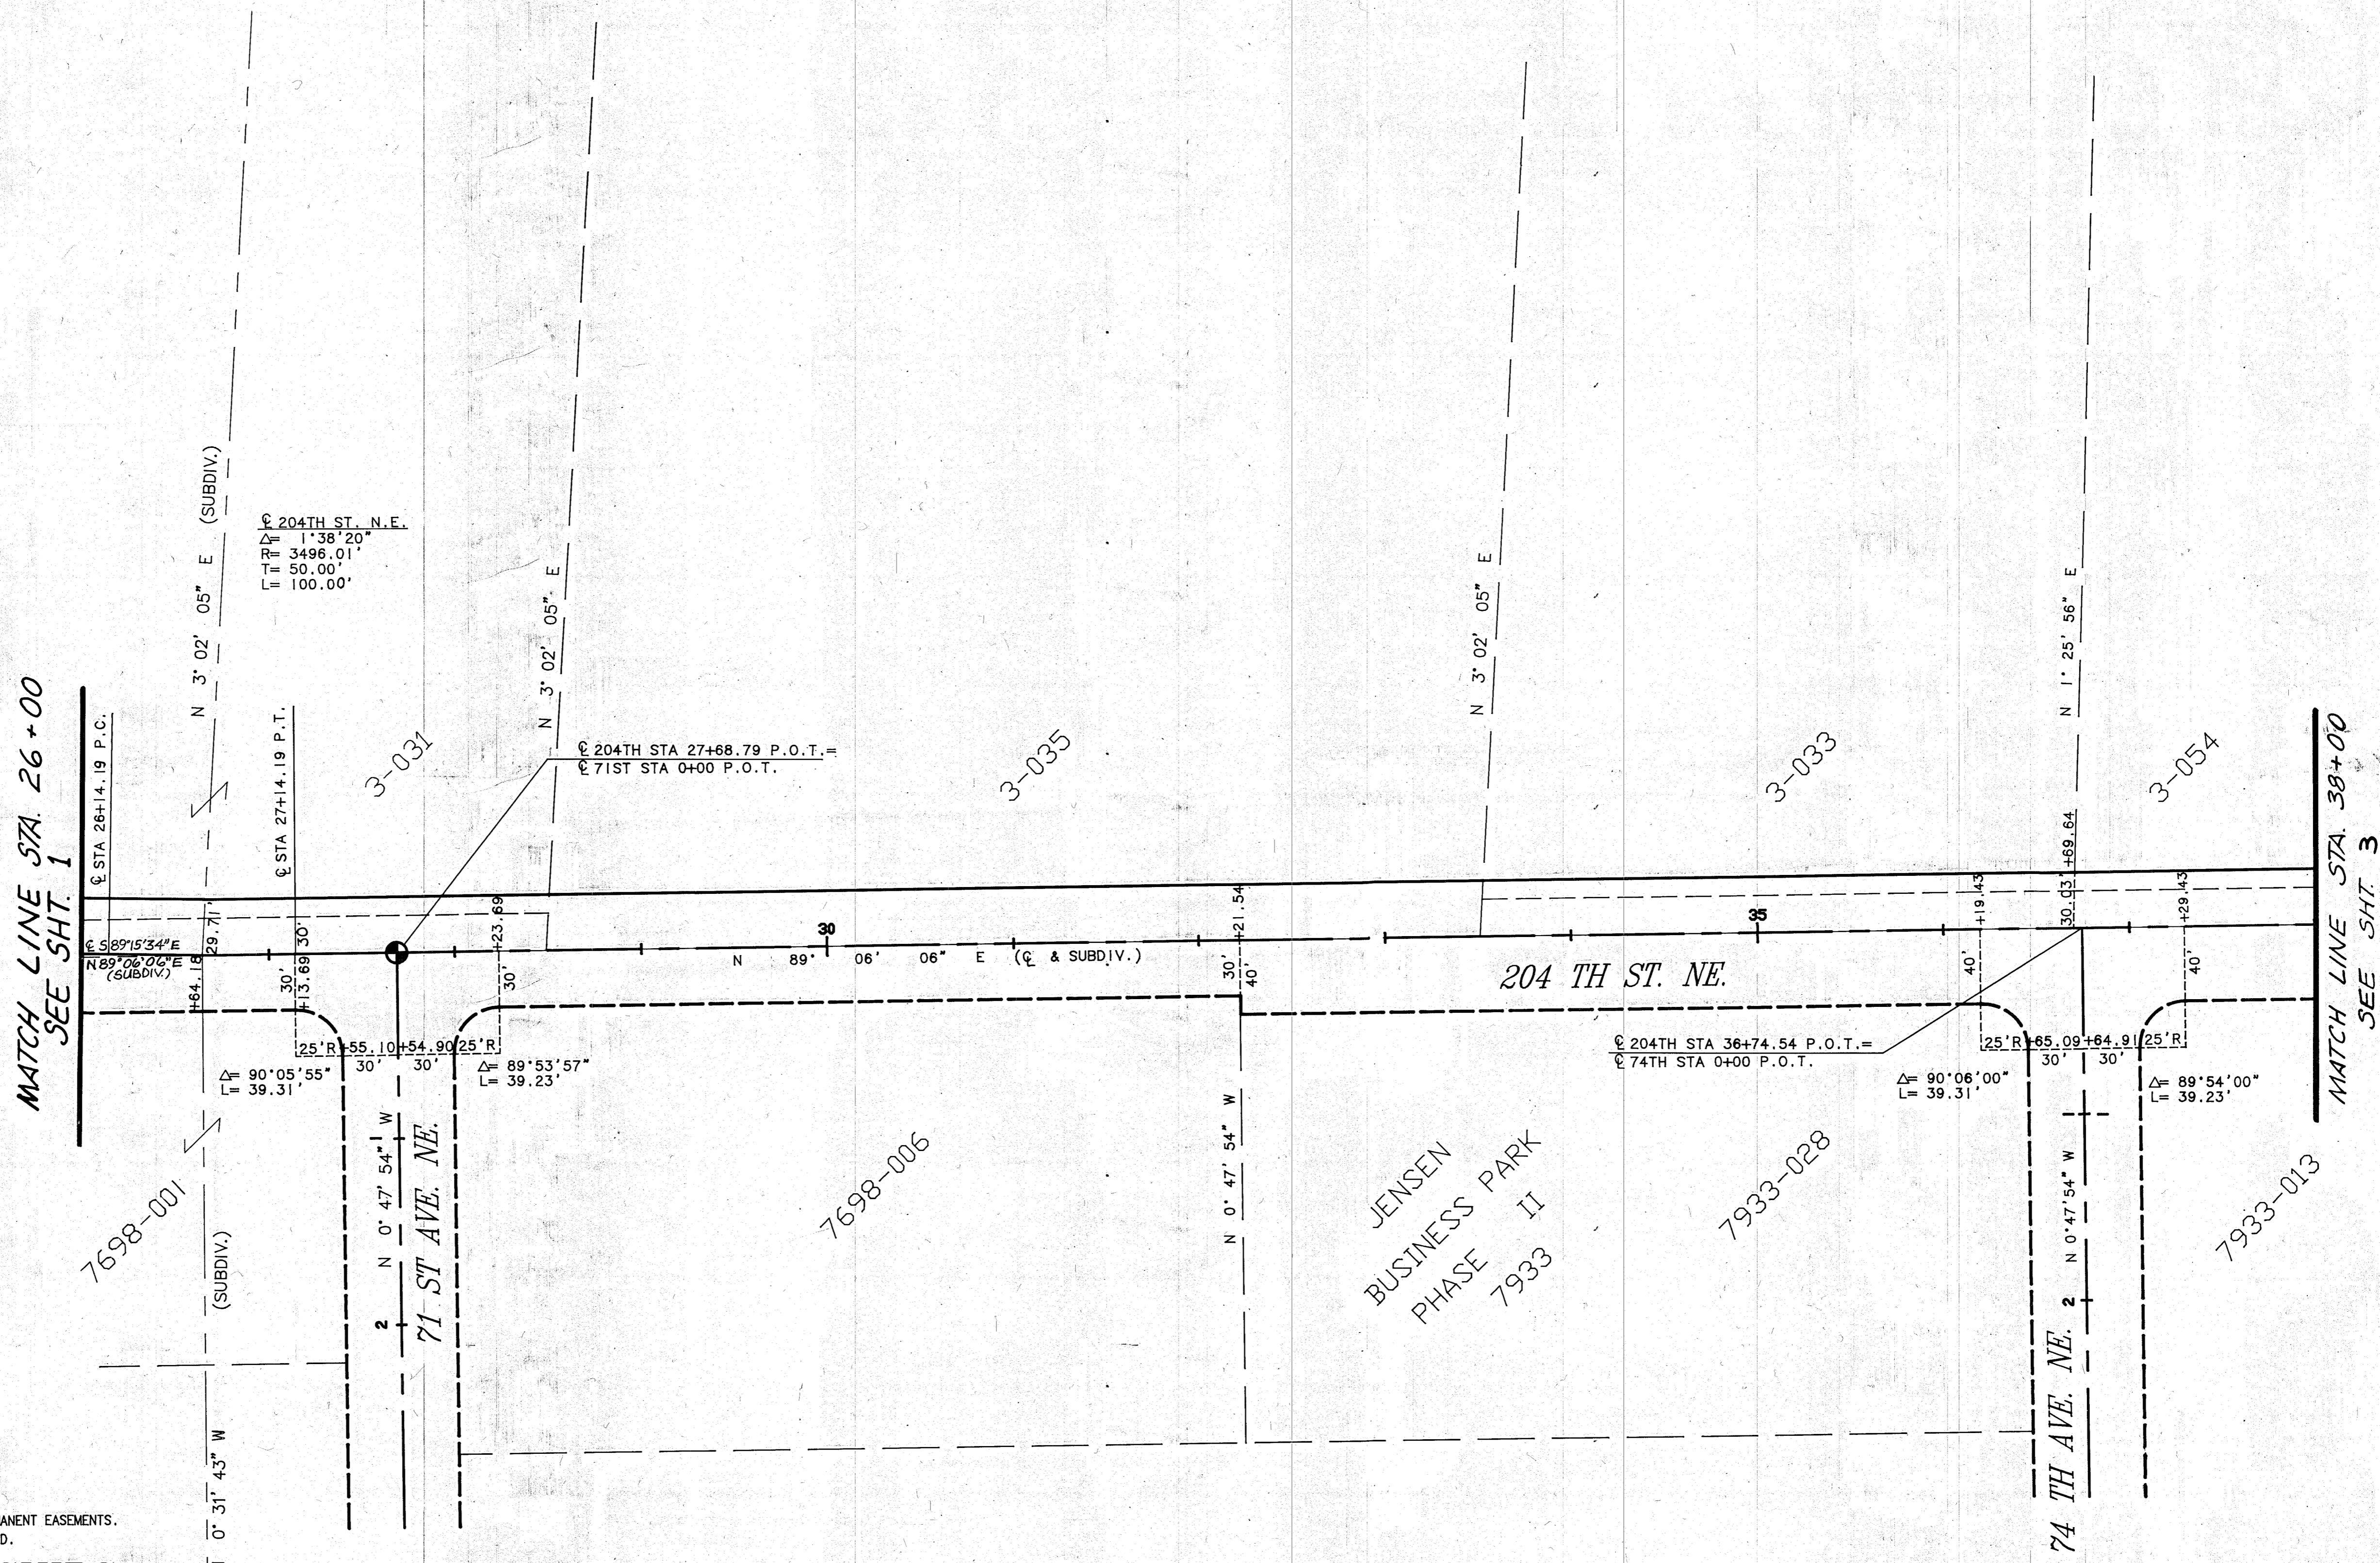 MATCH LINE STA. 26+00
SEE SHT. 1
℄ STA 26+14.19 P.C.
N 3° 02' 05" E (SUBDIV.)
℄ 204TH ST. N.E.
Δ= 1°38'20"
R= 3496.01'
T= 50.00'
L= 100.00'
℄ STA 27+14.19 P.T.
3-031
N 3° 02' 05" E
℄ 204TH STA 27+68.79 P.O.T.=
℄ 71ST STA 0+00 P.O.T.
3-035
N 3° 02' 05" E
3-033
N 1° 25' 56" E
3-054
MATCH LINE STA. 38+00
SEE SHT. 3
℄ S 89°15'34" E
N 89°06'06" E
(SUBDIV.)
29.71'
+64.18
30'
30'
+13.69
+23.69
30'
30
N 89° 06' 06" E (℄ & SUBDIV.)
+21.54
30'
40'
204 TH ST. NE.
35
+19.43
40'
30.03'
+69.64
+29.43
40'
25'R
+55.10
+54.90
25'R
30'
30'
Δ= 90°05'55"
L= 39.31'
Δ= 89°53'57"
L= 39.23'
℄ 204TH STA 36+74.54 P.O.T.=
℄ 74TH STA 0+00 P.O.T.
25'R
+65.09
+64.91
25'R
30'
30'
Δ= 90°06'00"
L= 39.31'
Δ= 89°54'00"
L= 39.23'
7698-001
(SUBDIV.)
0° 31' 43" W
N 0° 47' 54" W
1
2
71 ST AVE. NE.
7698-006
N 0° 47' 54" W
JENSEN
BUSINESS PARK
PHASE II
7933
7933-028
N 0°47'54" W
2
74 TH AVE. NE.
7933-013
ANENT EASEMENTS.
D.